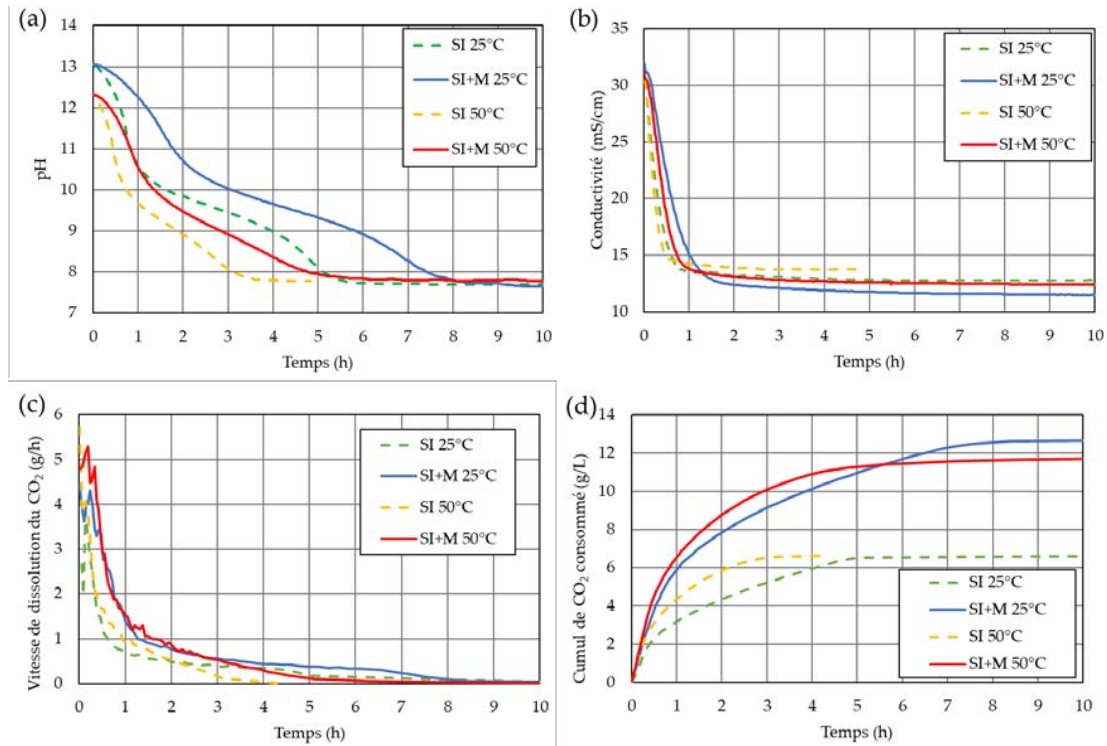 (a)
14
13
12
11
10
9
8
7
pH
0 1 2 3 4 5 6 7 8 9 10
Temps (h)
SI 25°C
SI+M 25°C
SI 50°C
SI+M 50°C
(b)
35
30
25
20
15
10
Conductivité (mS/cm)
0 1 2 3 4 5 6 7 8 9 10
Temps (h)
SI 25°C
SI+M 25°C
SI 50°C
SI+M 50°C
(c)
6
5
4
3
2
1
0
Vitesse de dissolution du CO₂ (g/h)
0 1 2 3 4 5 6 7 8 9 10
Temps (h)
SI 25°C
SI+M 25°C
SI 50°C
SI+M 50°C
(d)
14
12
10
8
6
4
2
0
Cumul de CO₂ consommé (g/L)
0 1 2 3 4 5 6 7 8 9 10
Temps (h)
SI 25°C
SI+M 25°C
SI 50°C
SI+M 50°C